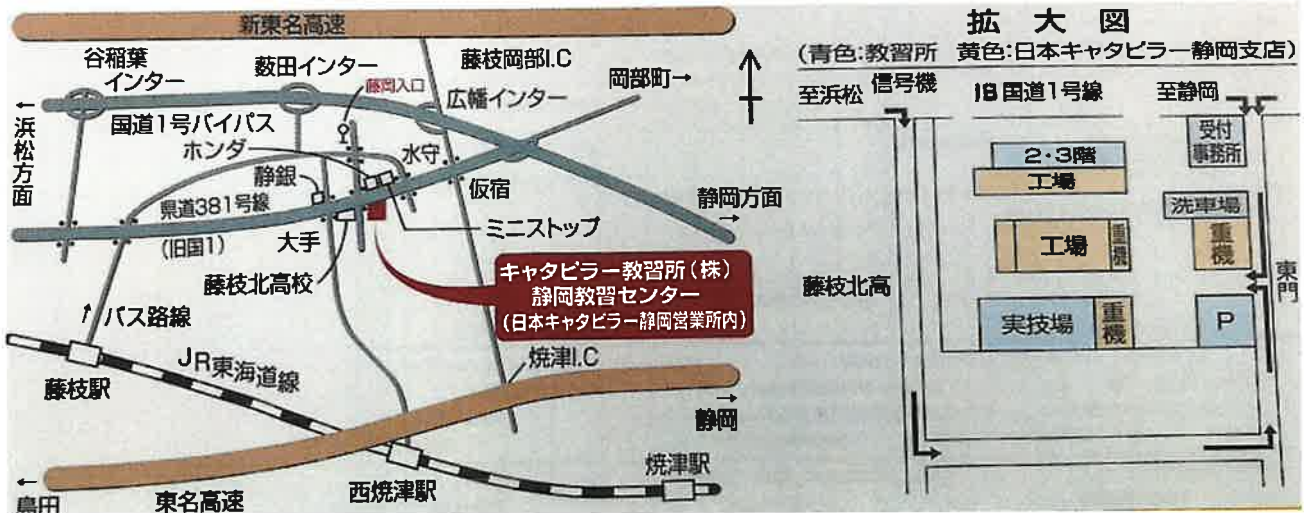 新東名高速
谷稲葉
インター
薮田インター
藤岡入口
藤枝岡部I.C
岡部町→
広幡インター
←浜松方面
国道1号バイパス
ホンダ
水守
静銀
仮宿
県道381号線
(旧国1)
大手
静岡方面
→
ミニストップ
藤枝北高校
キャタピラー教習所(株)
静岡教習センター
(日本キャタピラー静岡営業所内)
バス路線
JR東海道線
焼津I.C
藤枝駅
静岡
→
←
島田
東名高速
西焼津駅
焼津駅
拡大図
(青色:教習所 黄色:日本キャタピラー静岡支店)
至浜松
信号機
旧国道1号線
至静岡
受付
事務所
2・3階
工場
洗車場
工場
重機
重機
東門
藤枝北高
実技場
重機
P